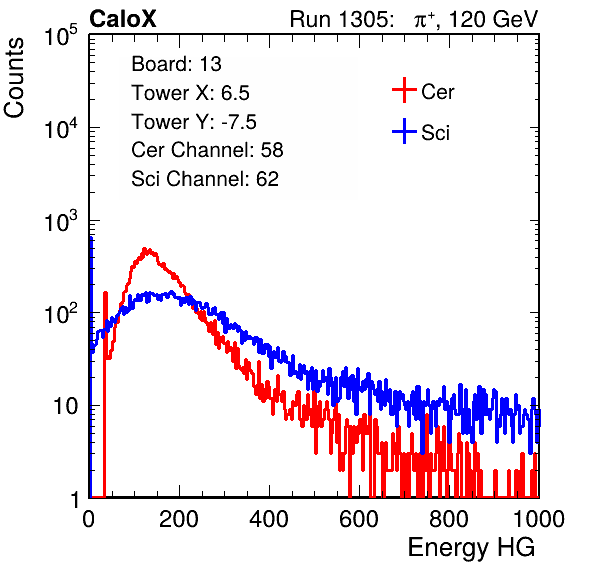 CaloX Run 1305: π⁺, 120 GeV
Counts
10⁵
10⁴
10³
10²
10
1
Board: 13
Tower X: 6.5
Tower Y: -7.5
Cer Channel: 58
Sci Channel: 62
Cer
Sci
0 200 400 600 800 1000
Energy HG